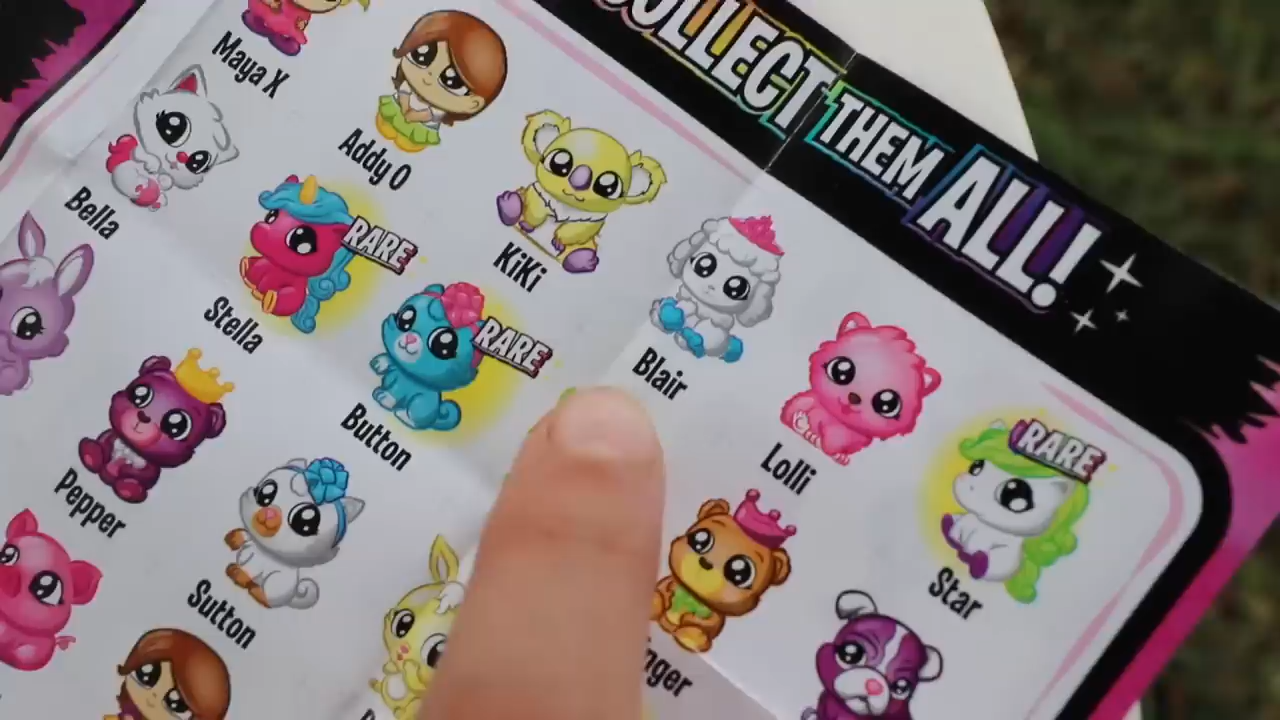 COLLECT THEM ALL!
Maya X
Addy O
KiKi
Blair
Lolli
RARE
Star
Bella
RARE
Stella
RARE
Button
Pepper
Sutton